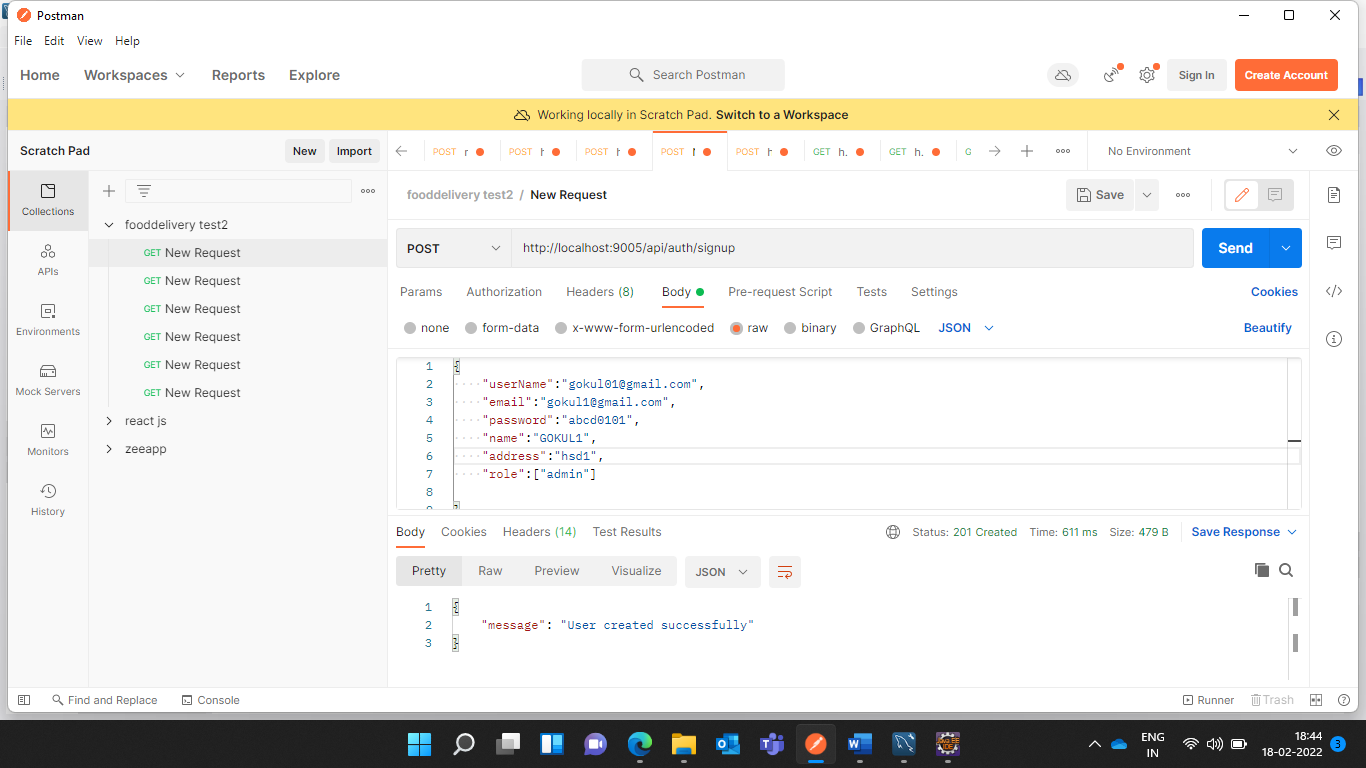 Postman
File Edit View Help
Home Workspaces Reports Explore Search Postman Sign In Create Account
Working locally in Scratch Pad. Switch to a Workspace
Scratch Pad New Import POST POST POST POST POST GET h. GET h. G No Environment
Collections
APIs
Environments
Mock Servers
Monitors
History
fooddelivery test2
GET New Request
GET New Request
GET New Request
GET New Request
GET New Request
GET New Request
react js
zeeapp
fooddelivery test2 / New Request Save
POST http://localhost:9005/api/auth/signup Send
Params Authorization Headers (8) Body Pre-request Script Tests Settings Cookies
none form-data x-www-form-urlencoded raw binary GraphQL JSON Beautify
1 {
2 "userName":"gokul01@gmail.com",
3 "email":"gokul1@gmail.com",
4 "password":"abcd0101",
5 "name":"GOKUL1",
6 "address":"hsd1",
7 "role":["admin"]
8
Body Cookies Headers (14) Test Results Status: 201 Created Time: 611 ms Size: 479 B Save Response
Pretty Raw Preview Visualize JSON
1 {
2 "message": "User created successfully"
3 }
Find and Replace Console Runner Trash
ENG
IN
18:44
18-02-2022
3